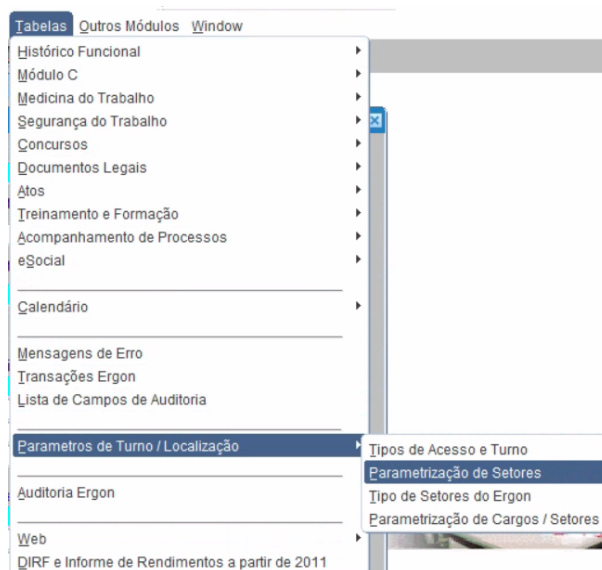 Tabelas Outros Módulos Window
Histórico Funcional
Módulo C
Medicina do Trabalho
Segurança do Trabalho
Concursos
Documentos Legais
Atos
Treinamento e Formação
Acompanhamento de Processos
eSocial
Calendário
Mensagens de Erro
Transações Ergon
Lista de Campos de Auditoria
Parametros de Turno / Localização
Tipos de Acesso e Turno
Parametrização de Setores
Tipo de Setores do Ergon
Parametrização de Cargos / Setores
Auditoria Ergon
Web
DIRF e Informe de Rendimentos a partir de 2011